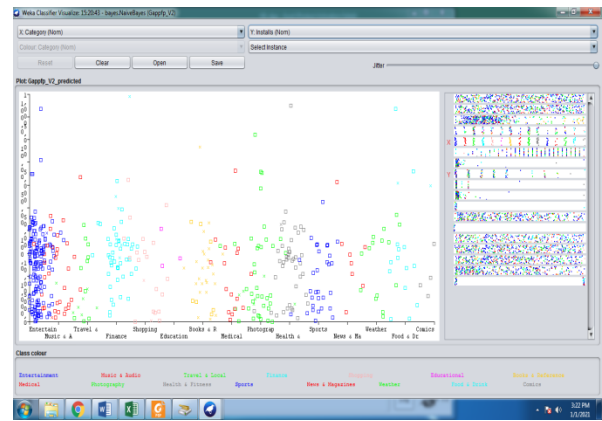 Weka Classifier Visualize: 15:20:43 - bayes.NaiveBayes (Gappfp_V2)
X: Category (Nom) Y: Installs (Nom)
Colour: Category (Nom) Select Instance
Reset Clear Open Save Jitter
Plot: Gappfp_V2_predicted
X
Y
Entertain Travel & Shopping Books & R Photograp Sports Weather Comics
Music & A Finance Education Medical Health & News & Ma Food & Dr
Class colour
Entertainment Music & Audio Travel & Local Finance Shopping Educational Books & Reference
Medical Photography Health & Fitness Sports News & Magazines Weather Food & Drink Comics
3:22 PM
1/1/2021